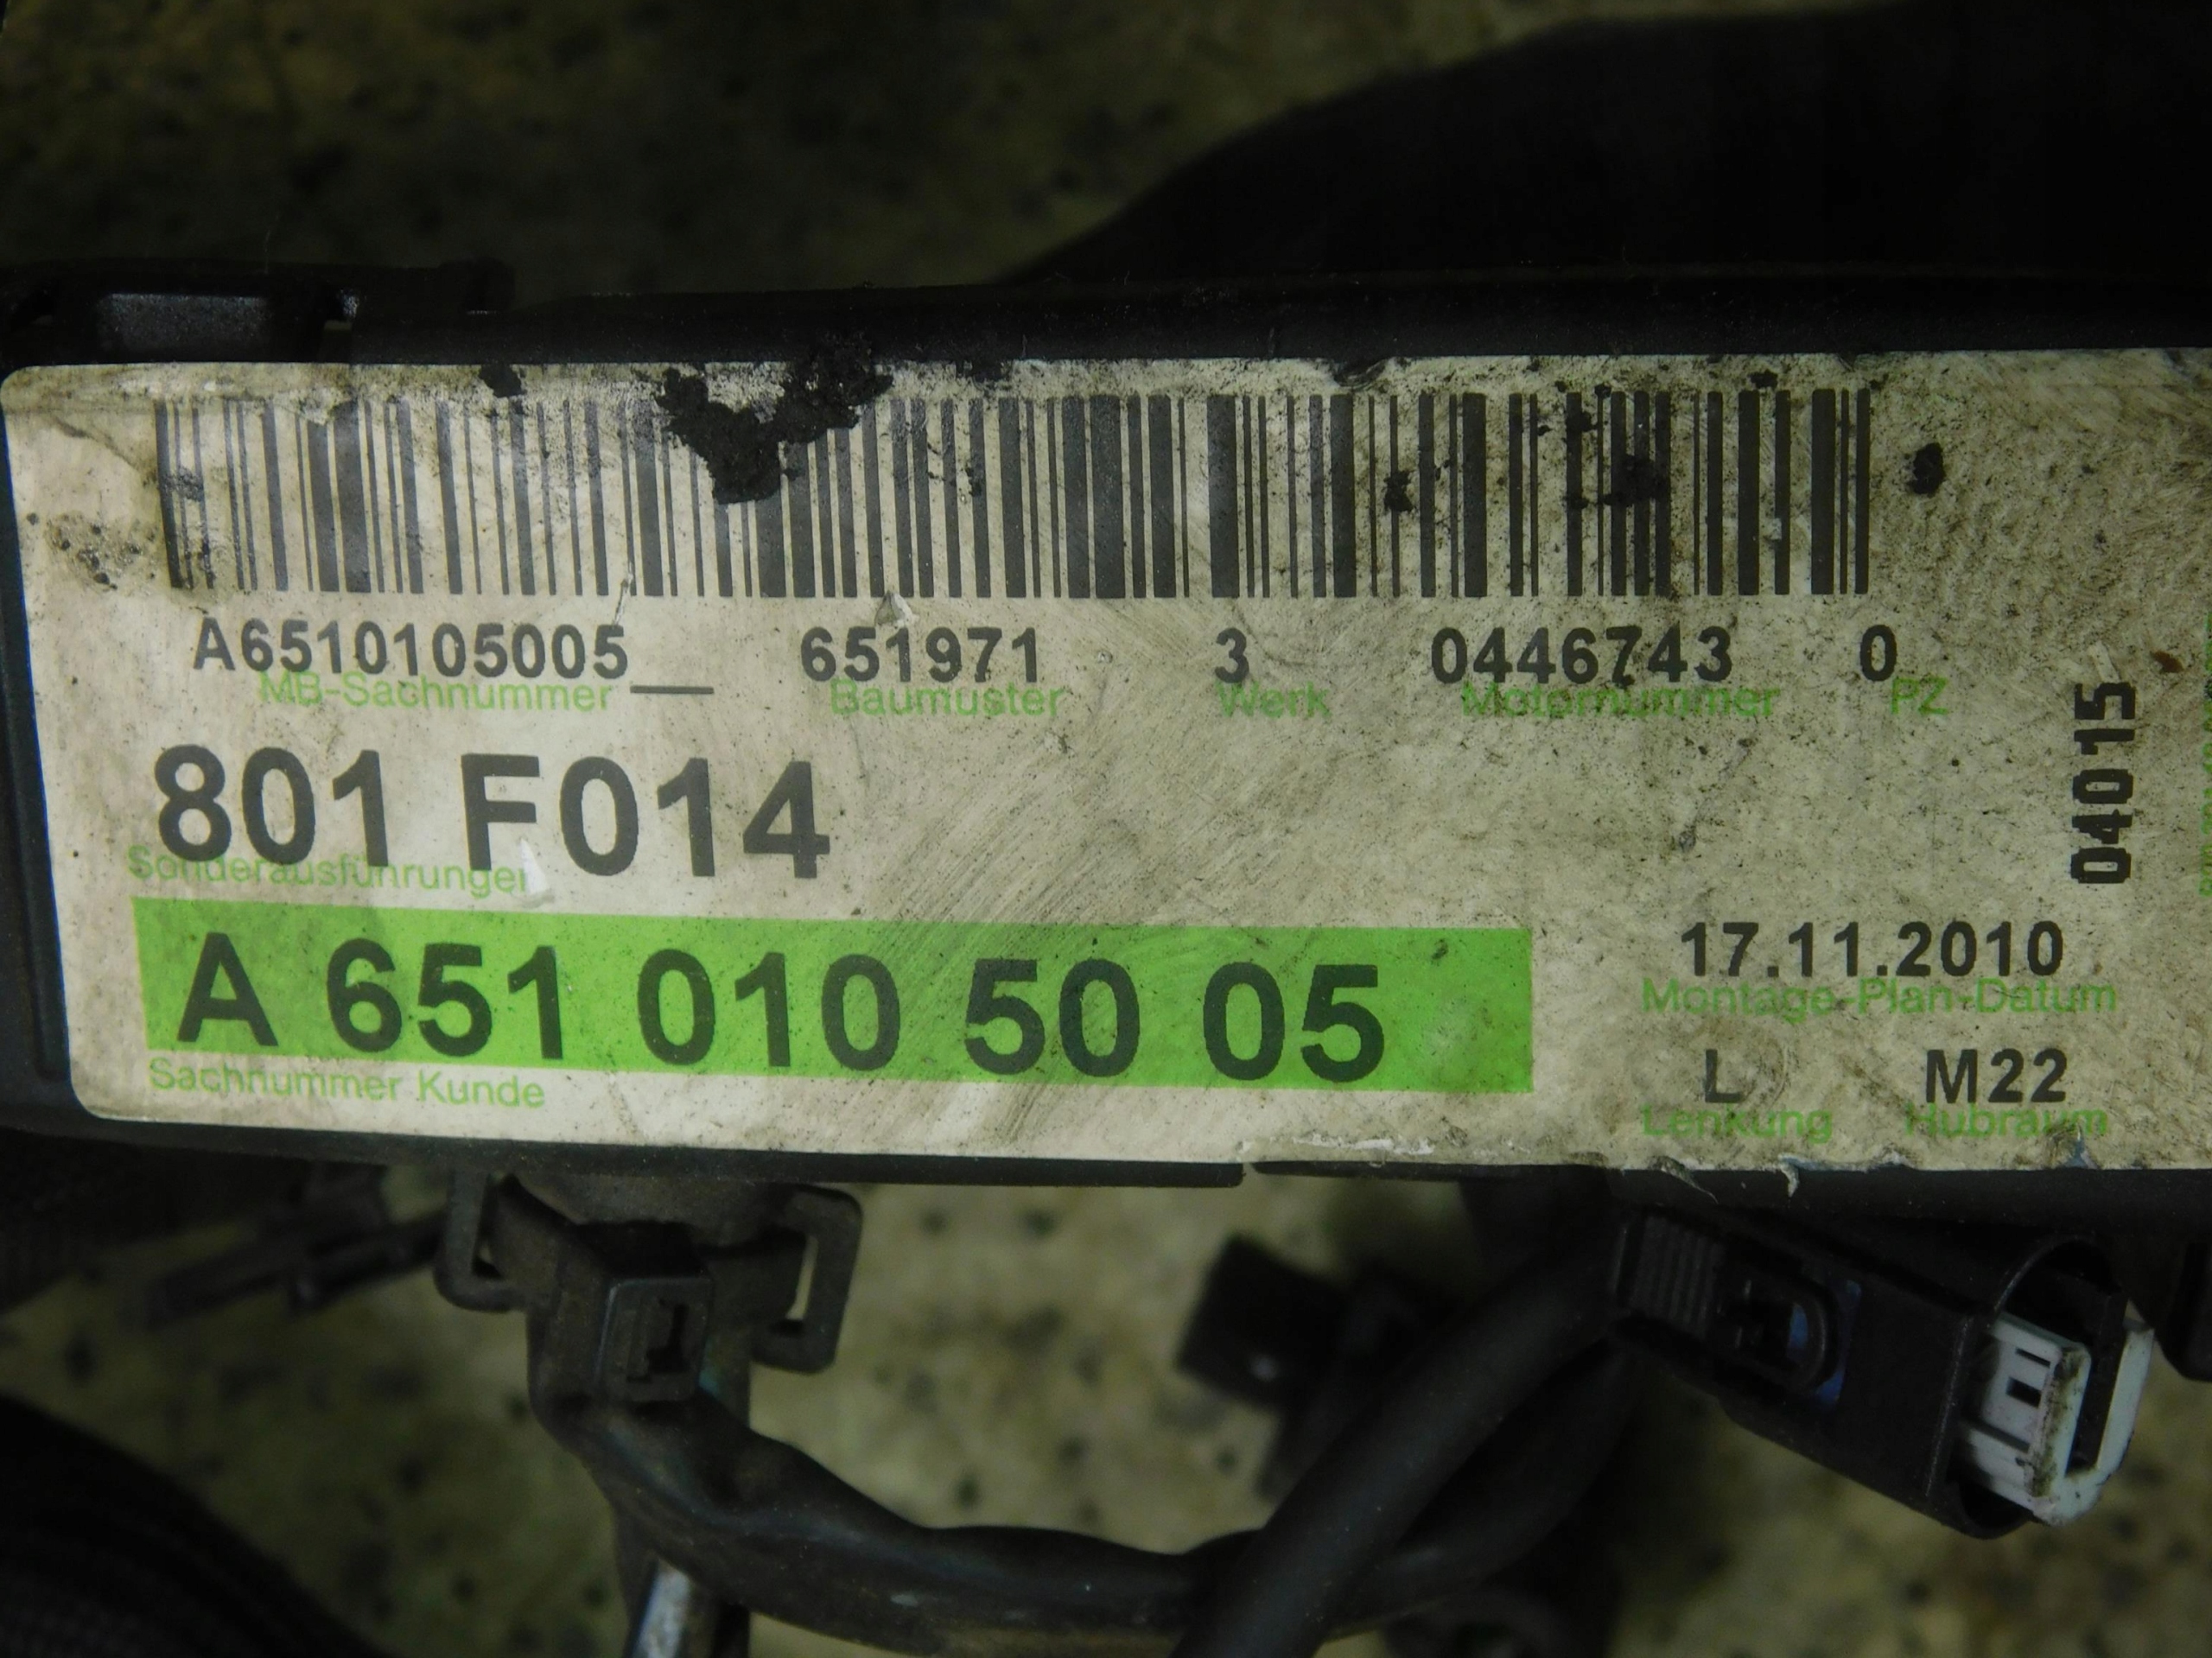 A6510105005__ 651971 3 0446743 0
MB-Sachnummer Baumuster Werk Motornummer PZ
801 F014
Sonderausführungen
04015
A 651 010 50 05
Sachnummer Kunde
17.11.2010
Montage-Plan-Datum
L M22
Lenkung Hubraum